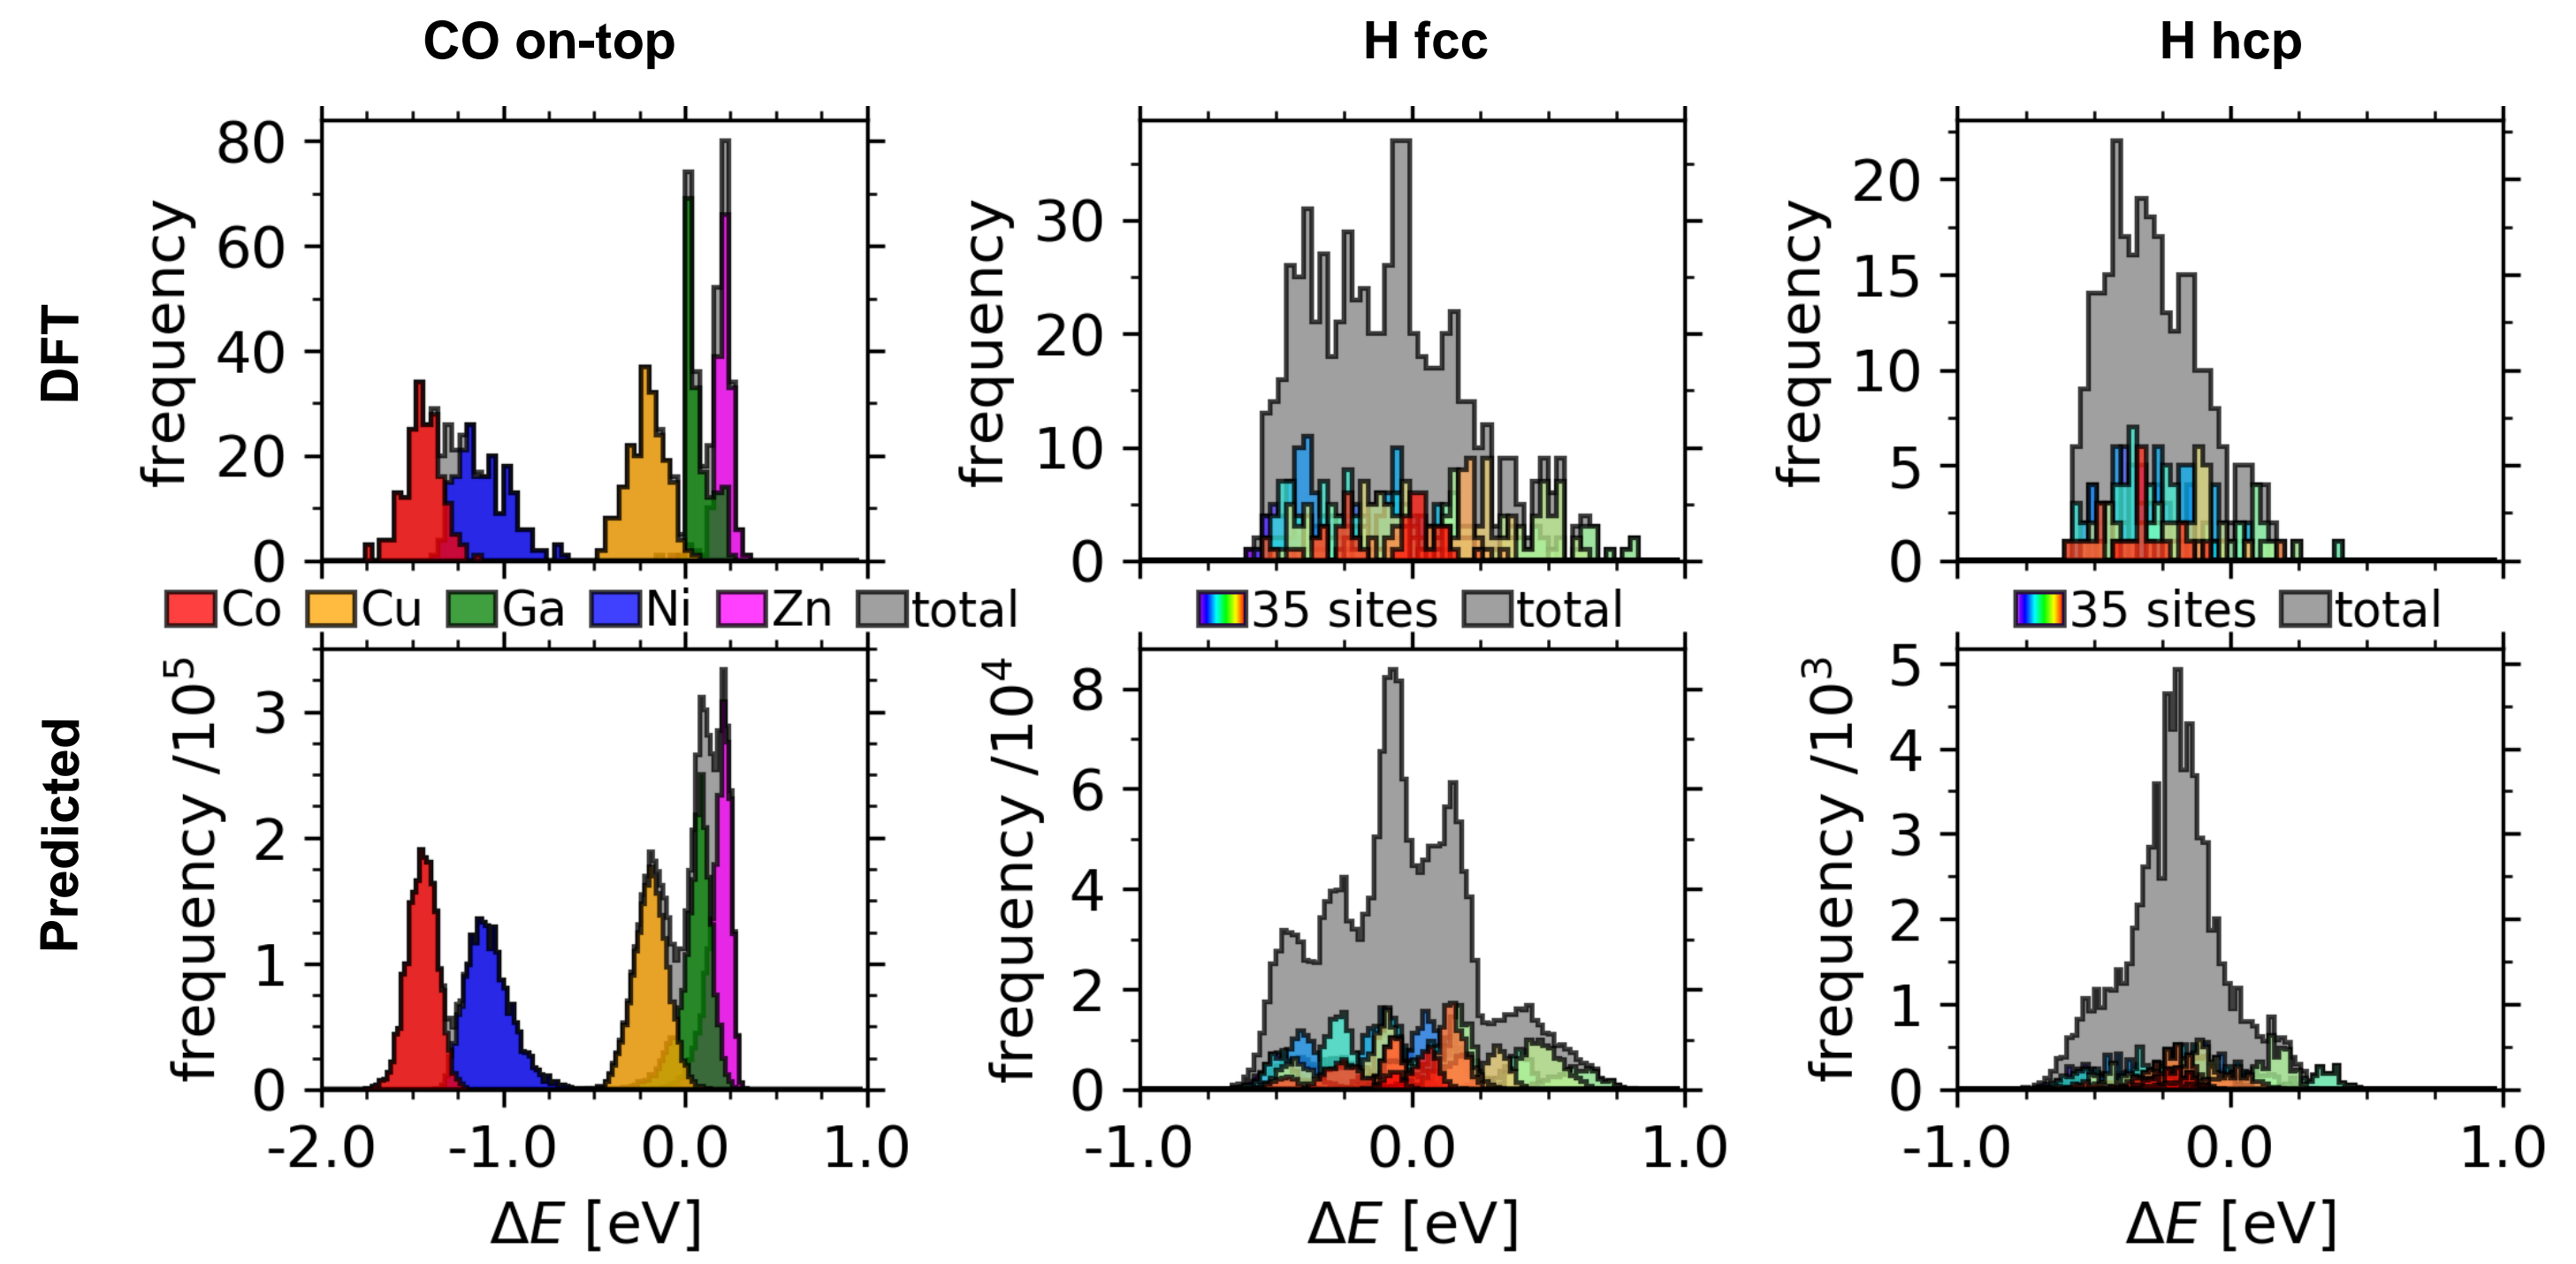 CO on-top
H fcc
H hcp
DFT
frequency
80
60
40
20
0
frequency
30
20
10
0
frequency
20
15
10
5
0
Co Cu Ga Ni Zn total
35 sites total
35 sites total
Predicted
frequency /10⁵
3
2
1
0
-2.0 -1.0 0.0 1.0
ΔE [eV]
frequency /10⁴
8
6
4
2
0
-1.0 0.0 1.0
ΔE [eV]
frequency /10³
5
4
3
2
1
0
-1.0 0.0 1.0
ΔE [eV]